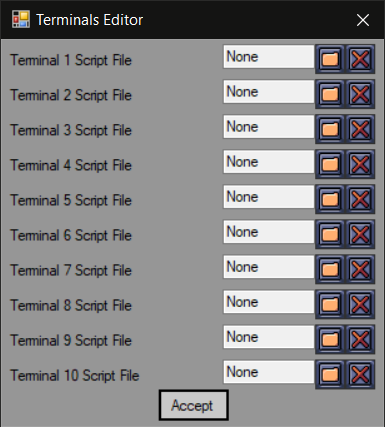 Terminals Editor
Terminal 1 Script File None
Terminal 2 Script File None
Terminal 3 Script File None
Terminal 4 Script File None
Terminal 5 Script File None
Terminal 6 Script File None
Terminal 7 Script File None
Terminal 8 Script File None
Terminal 9 Script File None
Terminal 10 Script File None
Accept